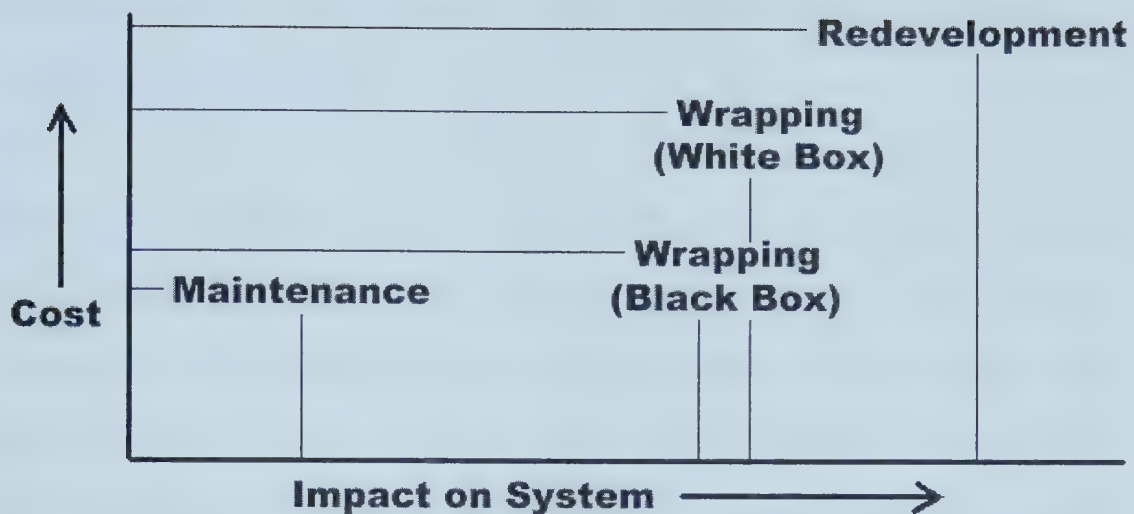 Redevelopment
Wrapping
(White Box)
Wrapping
(Black Box)
Maintenance
Cost
Impact on System